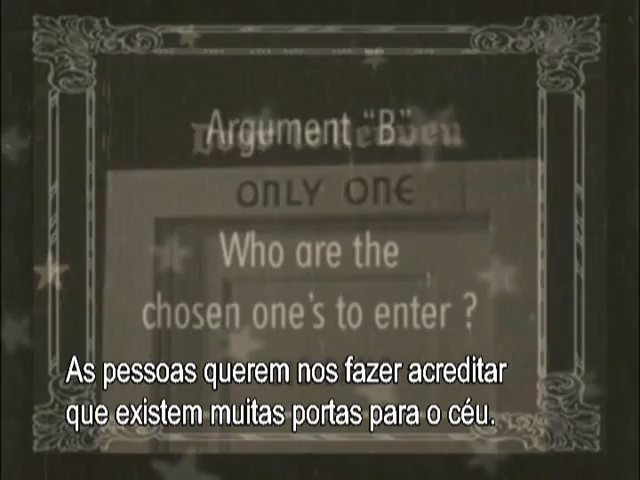 Argument "B"
ONLY ONE
Who are the
chosen one's to enter ?
As pessoas querem nos fazer acreditar
que existem muitas portas para o céu.